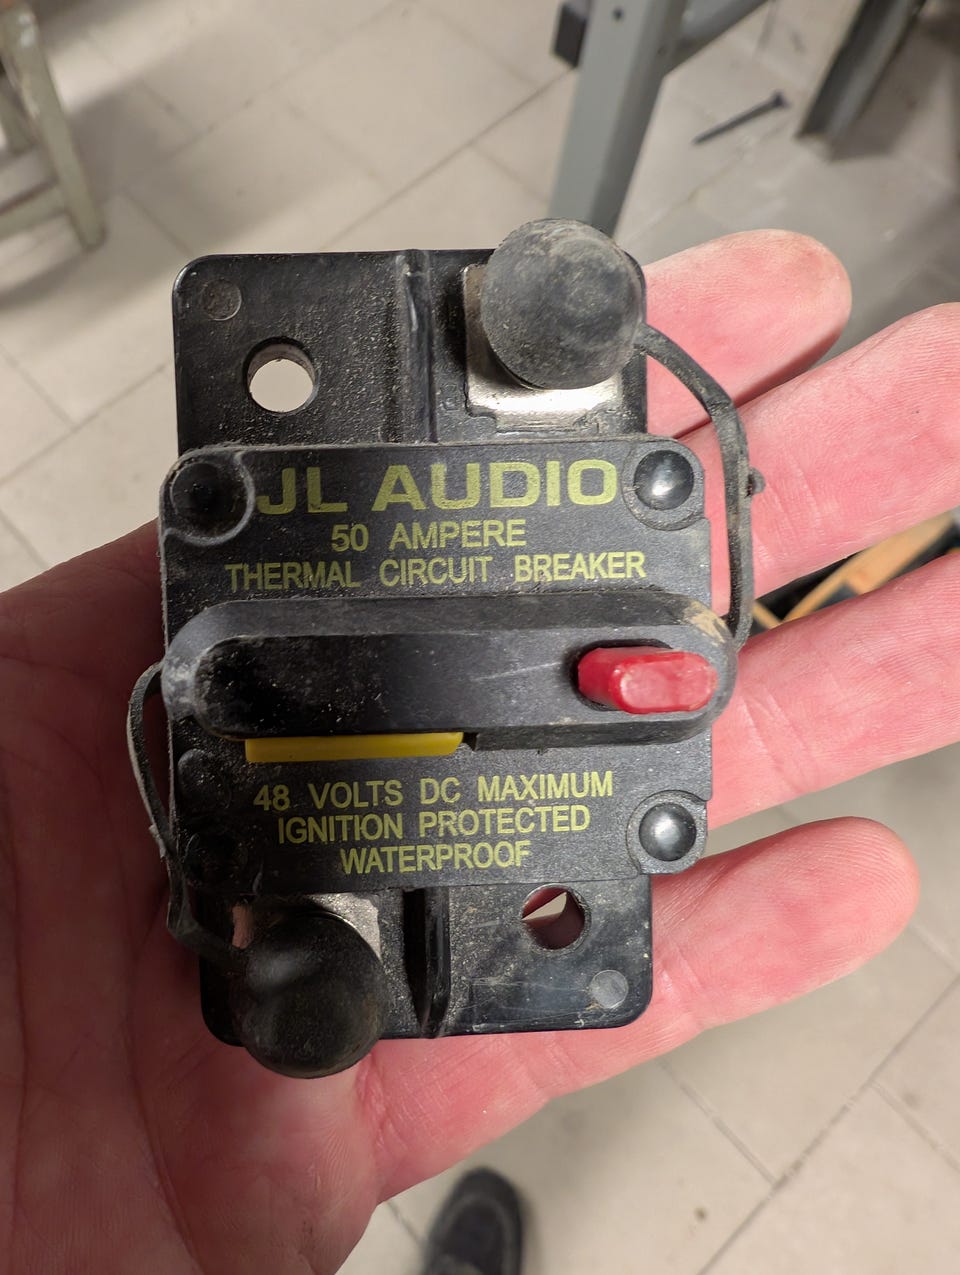 JL AUDIO
50 AMPERE
THERMAL CIRCUIT BREAKER
48 VOLTS DC MAXIMUM
IGNITION PROTECTED
WATERPROOF